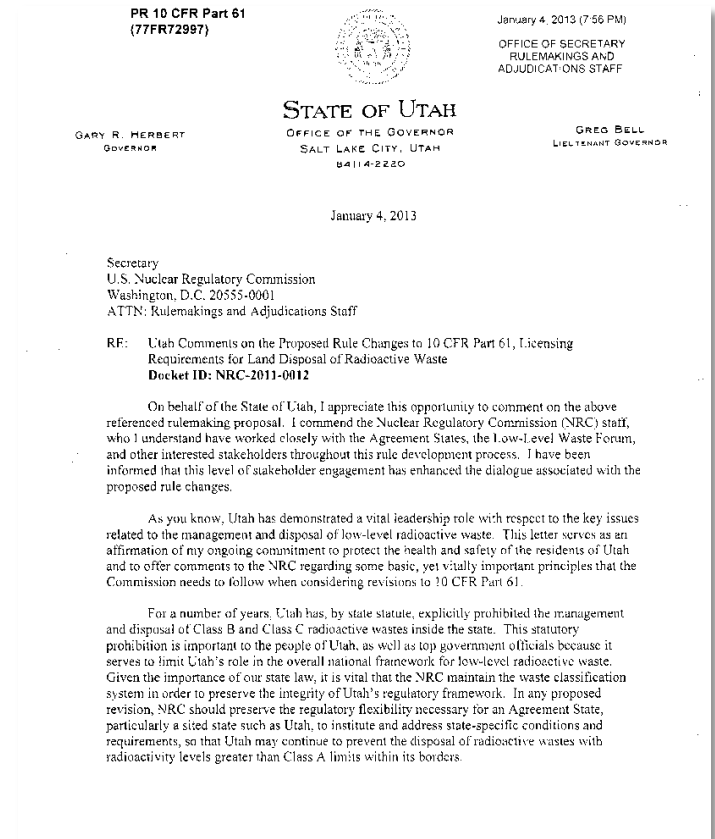 PR 10 CFR Part 61
(77FR72997)
January 4, 2013 (7:56 PM)
OFFICE OF SECRETARY
RULEMAKINGS AND
ADJUDICATIONS STAFF
STATE OF UTAH
GARY R. HERBERT
GOVERNOR
OFFICE OF THE GOVERNOR
SALT LAKE CITY, UTAH
84114-2220
GREG BELL
LIEUTENANT GOVERNOR
January 4, 2013
Secretary
U.S. Nuclear Regulatory Commission
Washington, D.C. 20555-0001
ATTN: Rulemakings and Adjudications Staff
RE: Utah Comments on the Proposed Rule Changes to 10 CFR Part 61, Licensing
Requirements for Land Disposal of Radioactive Waste
Docket ID: NRC-2011-0012
On behalf of the State of Utah, I appreciate this opportunity to comment on the above
referenced rulemaking proposal. I commend the Nuclear Regulatory Commission (NRC) staff,
who I understand have worked closely with the Agreement States, the Low-Level Waste Forum,
and other interested stakeholders throughout this rule development process. I have been
informed that this level of stakeholder engagement has enhanced the dialogue associated with the
proposed rule changes.
As you know, Utah has demonstrated a vital leadership role with respect to the key issues
related to the management and disposal of low-level radioactive waste. This letter serves as an
affirmation of my ongoing commitment to protect the health and safety of the residents of Utah
and to offer comments to the NRC regarding some basic, yet vitally important principles that the
Commission needs to follow when considering revisions to 10 CFR Part 61.
For a number of years, Utah has, by state statute, explicitly prohibited the management
and disposal of Class B and Class C radioactive wastes inside the state. This statutory
prohibition is important to the people of Utah, as well as top government officials because it
serves to limit Utah's role in the overall national framework for low-level radioactive waste.
Given the importance of our state law, it is vital that the NRC maintain the waste classification
system in order to preserve the integrity of Utah's regulatory framework. In any proposed
revision, NRC should preserve the regulatory flexibility necessary for an Agreement State,
particularly a sited state such as Utah, to institute and address state-specific conditions and
requirements, so that Utah may continue to prevent the disposal of radioactive wastes with
radioactivity levels greater than Class A limits within its borders.